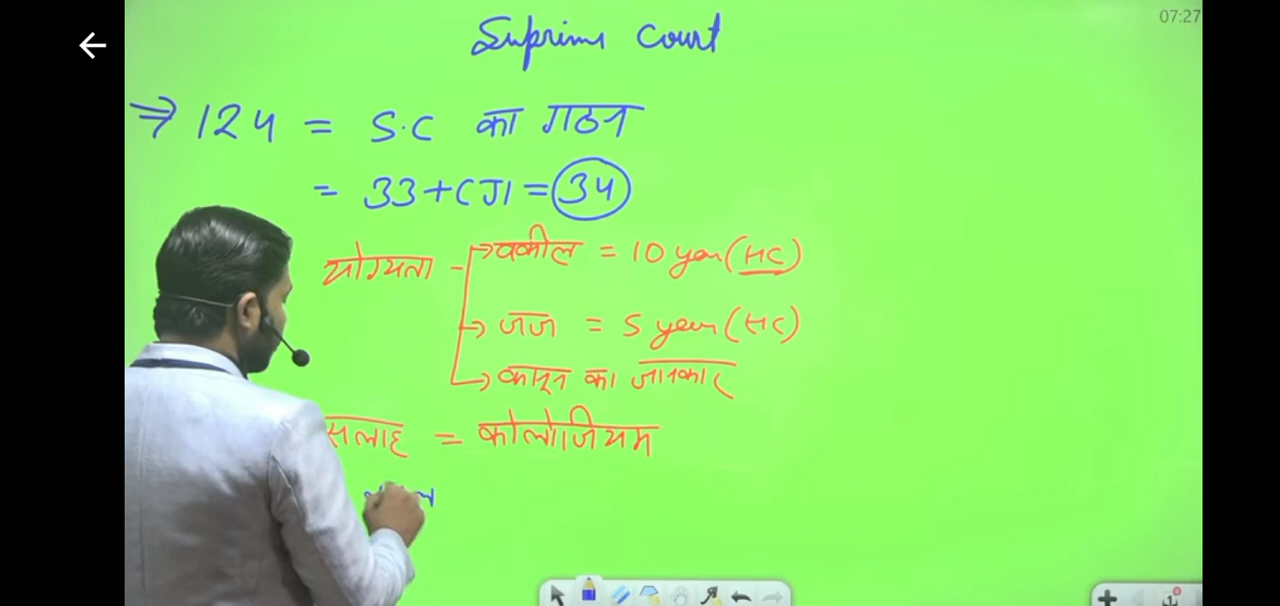 07:27
Suprime Court
⇒ 124 = S.C का गठन
= 33+CJI = 34
योग्यता - → वकील = 10 year (HC)
→ जज = 5 year (HC)
→ कानून का जानकार
सलाह = कोलोजियम